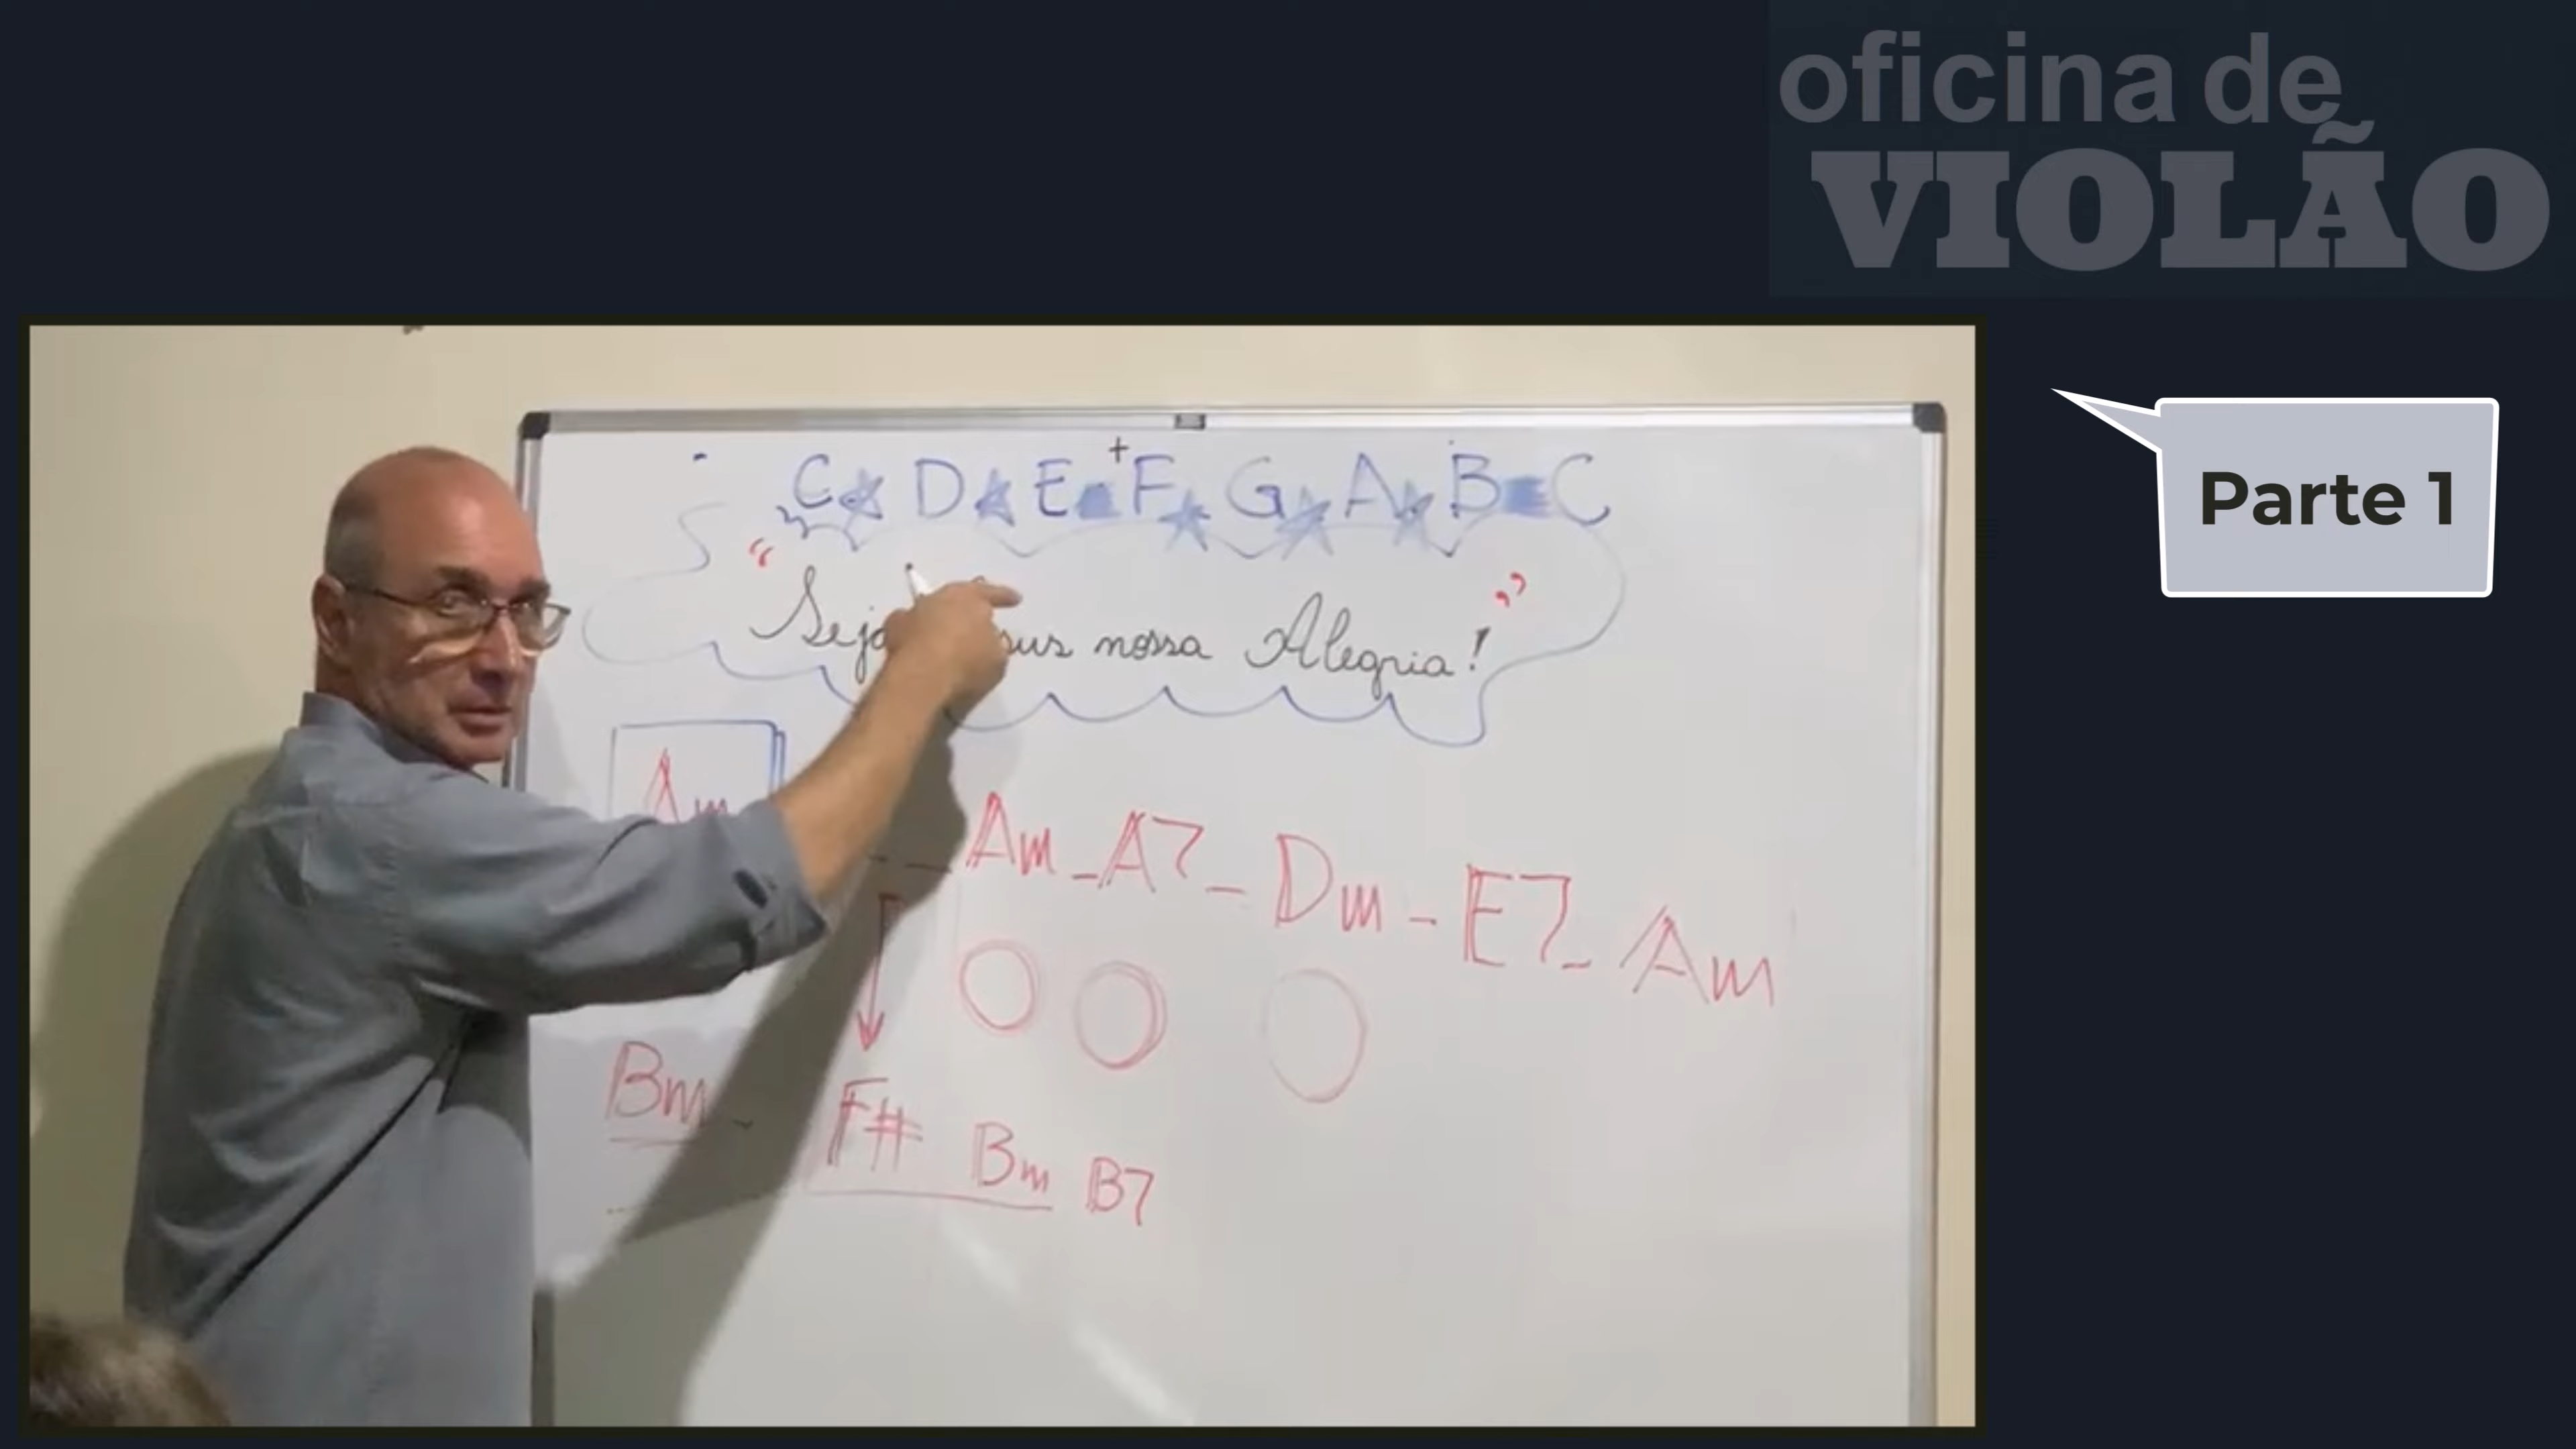 oficina de
VIOLÃO
Parte 1
C D E + F G A B C
“ Seja nossa Alegria! ”
Am
Am - A7 - Dm - E7 - Am
Bm - F# Bm B7